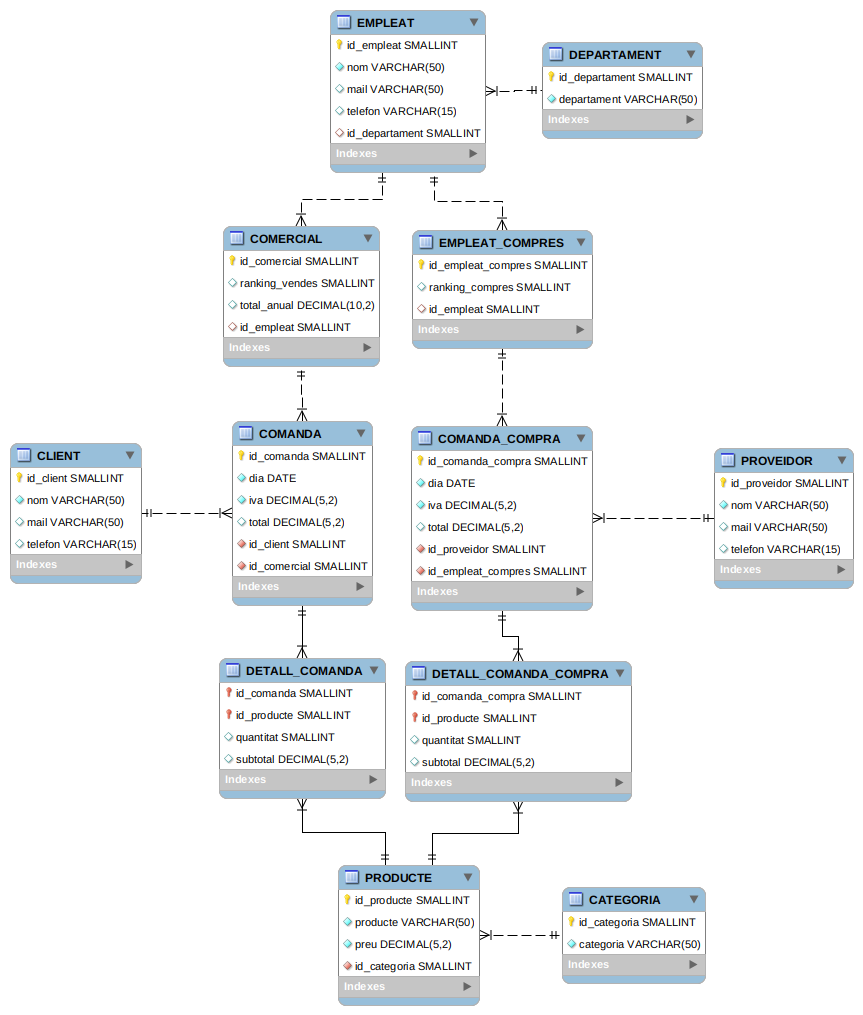 EMPLEAT
id_empleat SMALLINT
nom VARCHAR(50)
mail VARCHAR(50)
telefon VARCHAR(15)
id_departament SMALLINT
Indexes
DEPARTAMENT
id_departament SMALLINT
departament VARCHAR(50)
Indexes
COMERCIAL
id_comercial SMALLINT
ranking_vendes SMALLINT
total_anual DECIMAL(10,2)
id_empleat SMALLINT
Indexes
EMPLEAT_COMPRES
id_empleat_compres SMALLINT
ranking_compres SMALLINT
id_empleat SMALLINT
Indexes
CLIENT
id_client SMALLINT
nom VARCHAR(50)
mail VARCHAR(50)
telefon VARCHAR(15)
Indexes
COMANDA
id_comanda SMALLINT
dia DATE
iva DECIMAL(5,2)
total DECIMAL(5,2)
id_client SMALLINT
id_comercial SMALLINT
Indexes
COMANDA_COMPRA
id_comanda_compra SMALLINT
dia DATE
iva DECIMAL(5,2)
total DECIMAL(5,2)
id_proveidor SMALLINT
id_empleat_compres SMALLINT
Indexes
PROVEIDOR
id_proveidor SMALLINT
nom VARCHAR(50)
mail VARCHAR(50)
telefon VARCHAR(15)
Indexes
DETALL_COMANDA
id_comanda SMALLINT
id_producte SMALLINT
quantitat SMALLINT
subtotal DECIMAL(5,2)
Indexes
DETALL_COMANDA_COMPRA
id_comanda_compra SMALLINT
id_producte SMALLINT
quantitat SMALLINT
subtotal DECIMAL(5,2)
Indexes
PRODUCTE
id_producte SMALLINT
producte VARCHAR(50)
preu DECIMAL(5,2)
id_categoria SMALLINT
Indexes
CATEGORIA
id_categoria SMALLINT
categoria VARCHAR(50)
Indexes